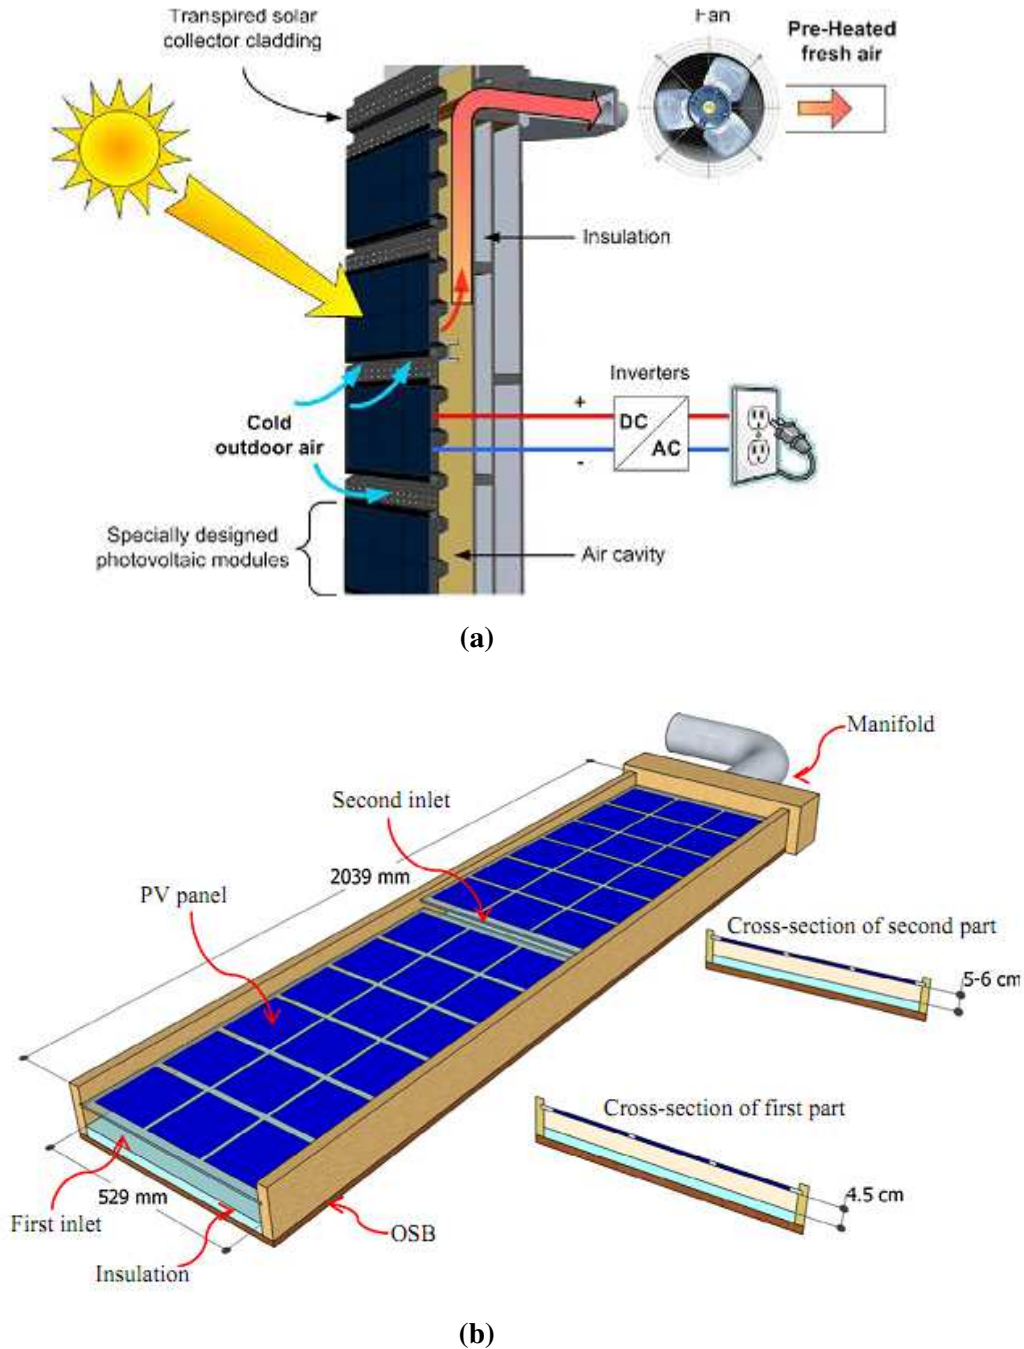 Transpired solar
collector cladding
Fan
Pre-Heated
fresh air
Insulation
Inverters
+
DC
AC
-
Cold
outdoor air
Specially designed
photovoltaic modules
Air cavity
(a)
Manifold
Second inlet
2039 mm
PV panel
Cross-section of second part
5-6 cm
Cross-section of first part
4.5 cm
529 mm
First inlet
OSB
Insulation
(b)